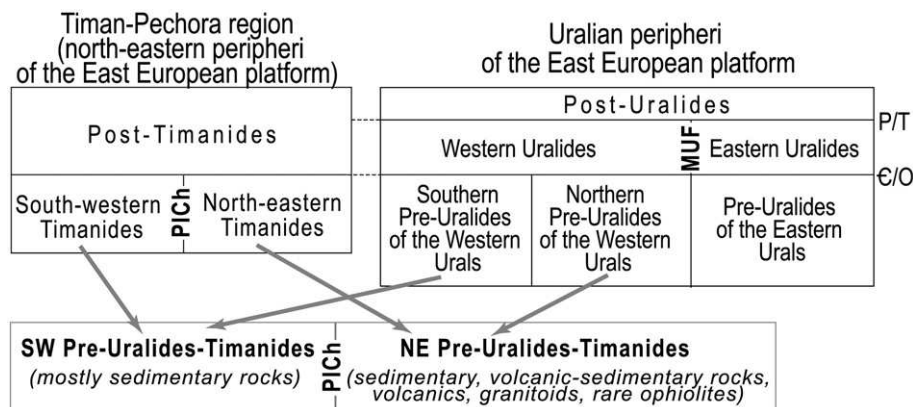 Timan-Pechora region
(north-eastern peripheri
of the East European platform)
Uralian peripheri
of the East European platform
Post-Timanides
Post-Uralides
P/T
Western Uralides
MUF
Eastern Uralides
Є/O
South-western
Timanides
PICh
North-eastern
Timanides
Southern
Pre-Uralides
of the Western
Urals
Northern
Pre-Uralides
of the Western
Urals
Pre-Uralides
of the Eastern
Urals
SW Pre-Uralides-Timanides
(mostly sedimentary rocks)
PICh
NE Pre-Uralides-Timanides
(sedimentary, volcanic-sedimentary rocks,
volcanics, granitoids, rare ophiolites)